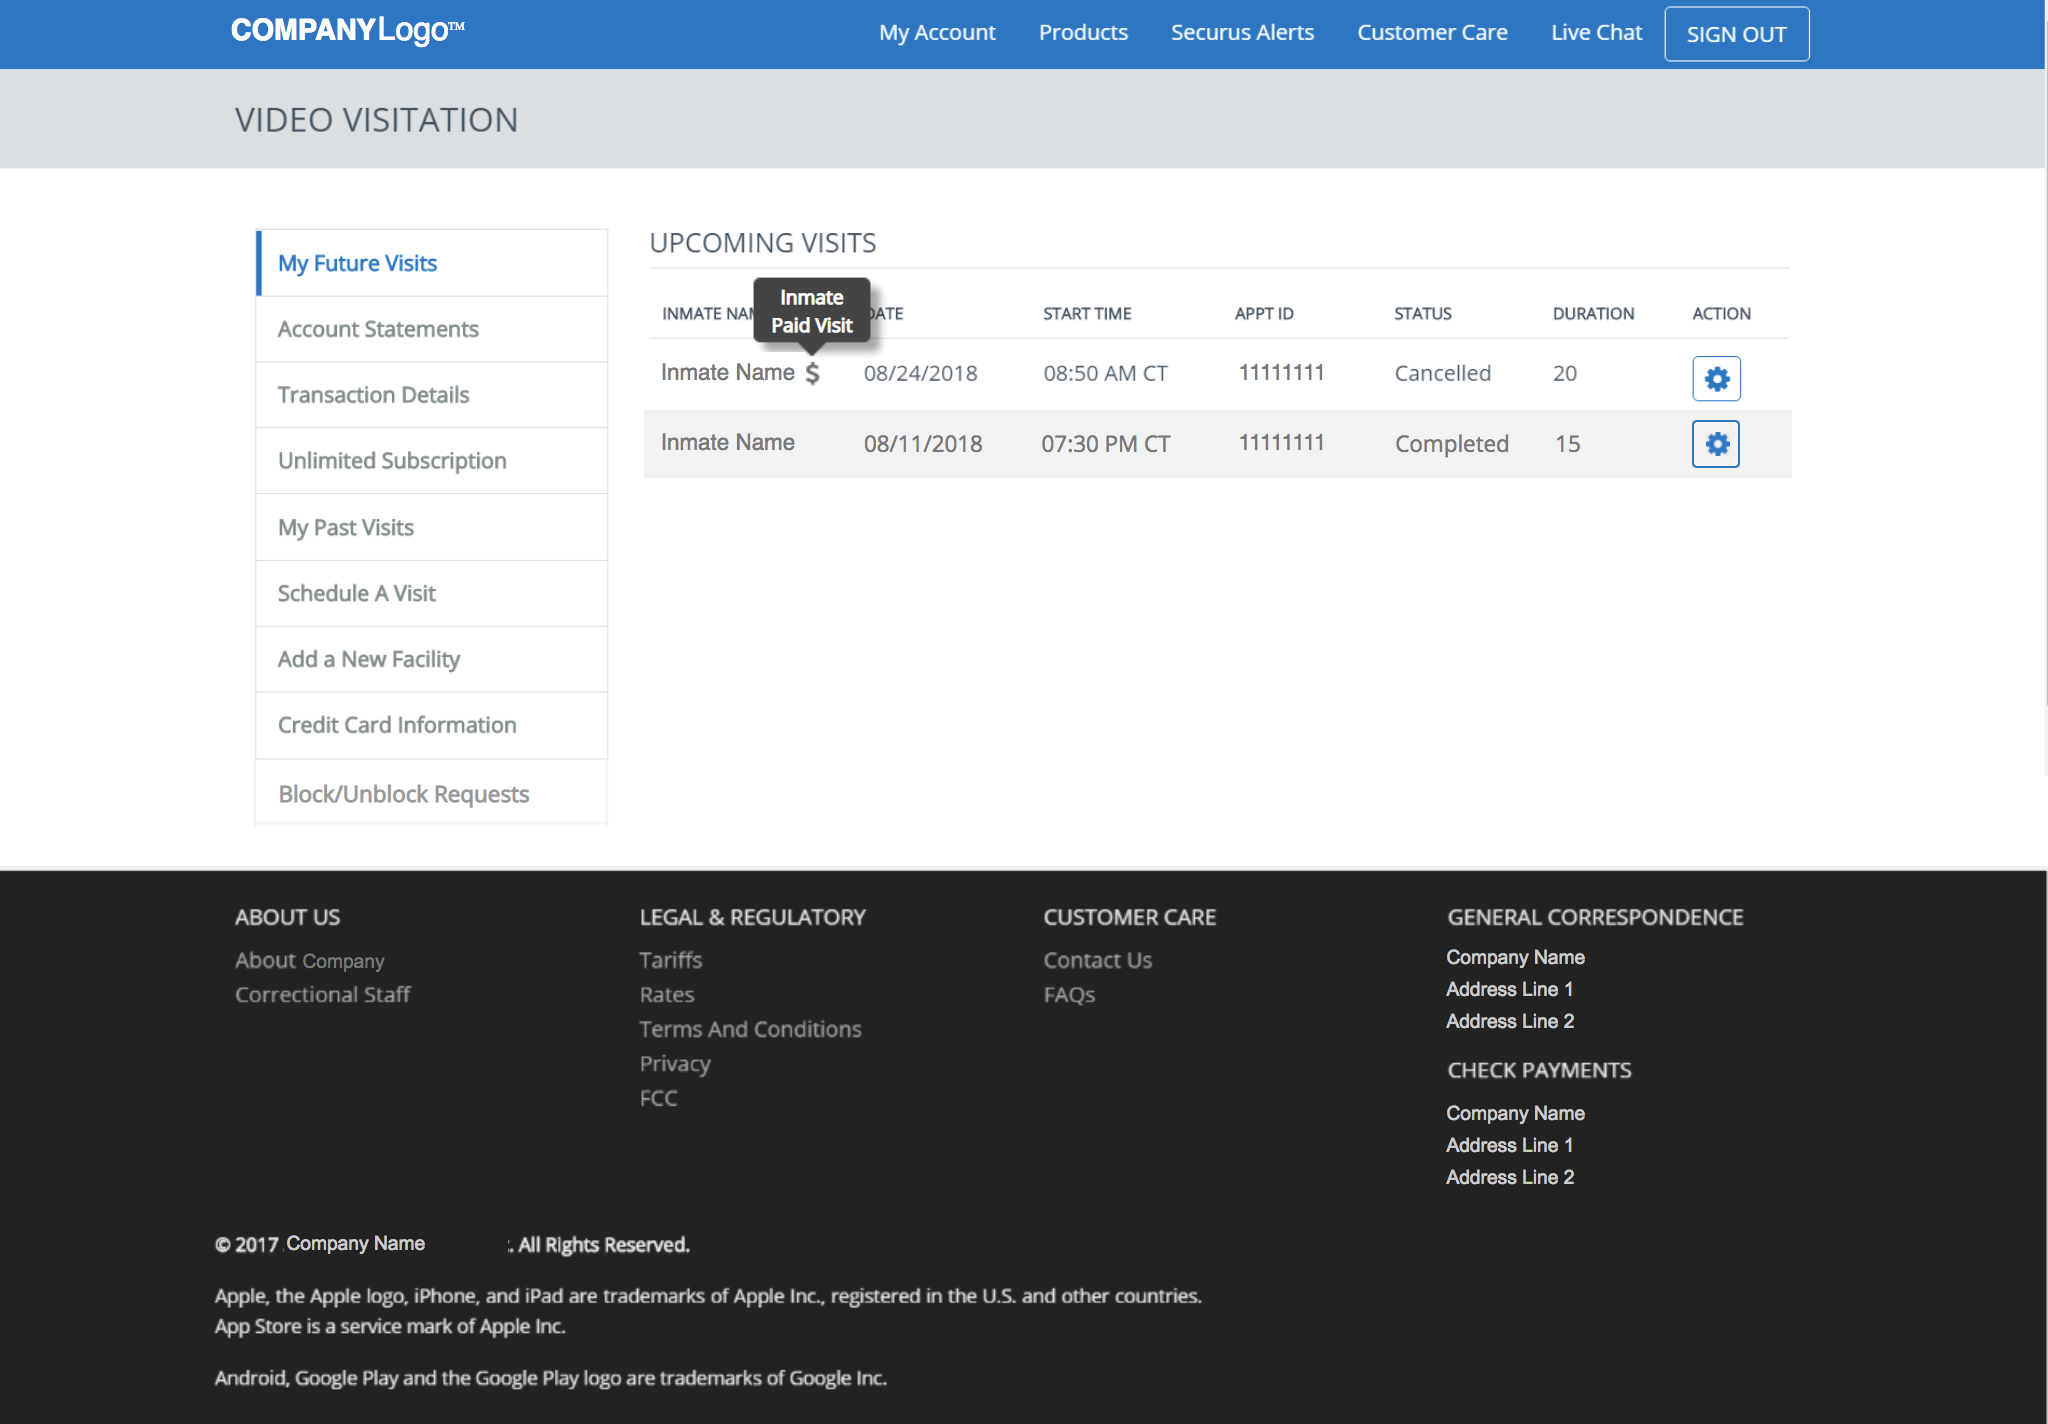 COMPANYLogo™
My Account Products Securus Alerts Customer Care Live Chat SIGN OUT
VIDEO VISITATION
My Future Visits
Account Statements
Transaction Details
Unlimited Subscription
My Past Visits
Schedule A Visit
Add a New Facility
Credit Card Information
Block/Unblock Requests
UPCOMING VISITS
Inmate
Paid Visit
INMATE NAM DATE START TIME APPT ID STATUS DURATION ACTION
Inmate Name $ 08/24/2018 08:50 AM CT 11111111 Cancelled 20
Inmate Name 08/11/2018 07:30 PM CT 11111111 Completed 15
ABOUT US
About Company
Correctional Staff
LEGAL & REGULATORY
Tariffs
Rates
Terms And Conditions
Privacy
FCC
CUSTOMER CARE
Contact Us
FAQs
GENERAL CORRESPONDENCE
Company Name
Address Line 1
Address Line 2
CHECK PAYMENTS
Company Name
Address Line 1
Address Line 2
© 2017 Company Name . All Rights Reserved.
Apple, the Apple logo, iPhone, and iPad are trademarks of Apple Inc., registered in the U.S. and other countries.
App Store is a service mark of Apple Inc.
Android, Google Play and the Google Play logo are trademarks of Google Inc.